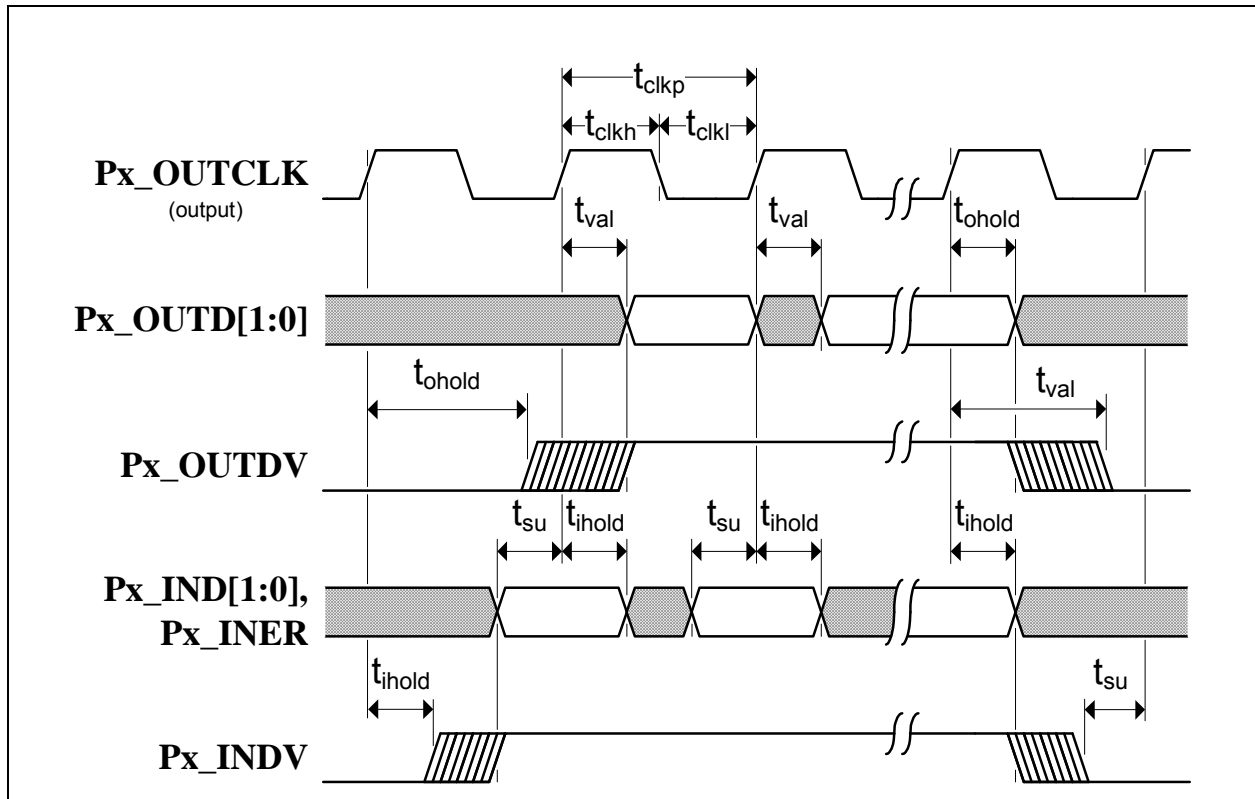 tclkp
tclkh tclkl
Px_OUTCLK
(output)
tval tval tohold
Px_OUTD[1:0]
tohold tval
Px_OUTDV
tsu tihold tsu tihold tihold
Px_IND[1:0],
Px_INER
tihold tsu
Px_INDV